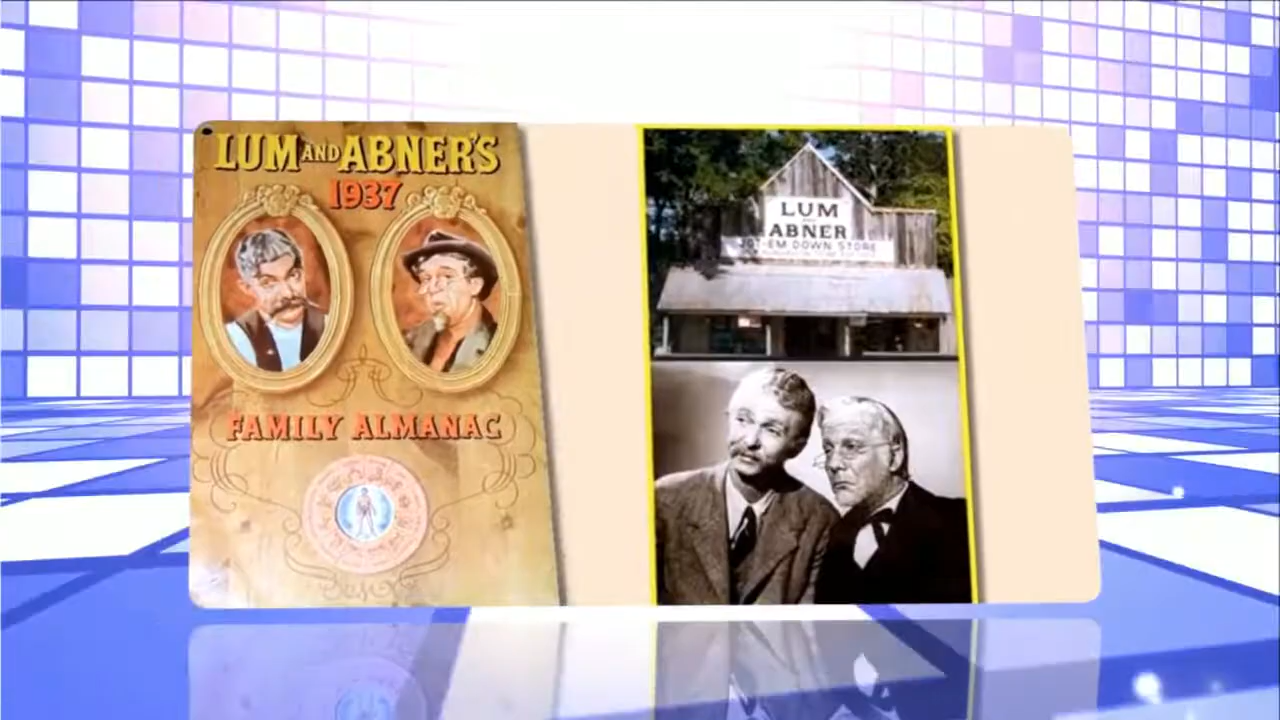 LUM AND ABNER'S
1937
FAMILY ALMANAC
LUM
AND
ABNER
JOT-EM DOWN STORE